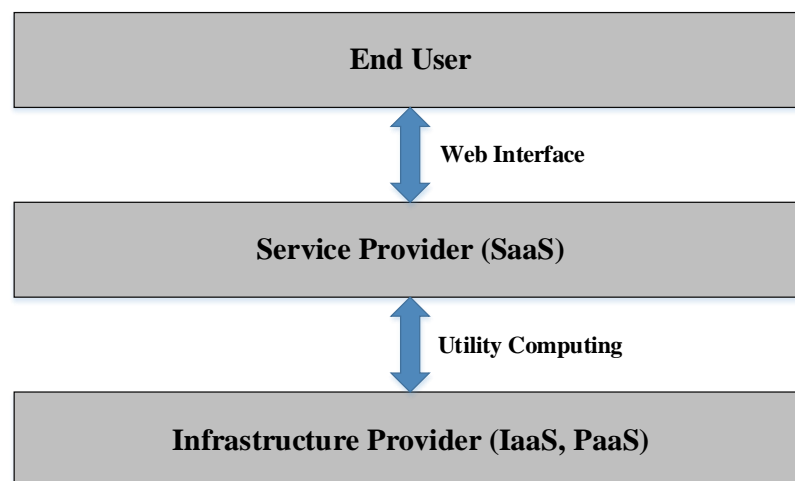 End User
Web Interface
Service Provider (SaaS)
Utility Computing
Infrastructure Provider (IaaS, PaaS)